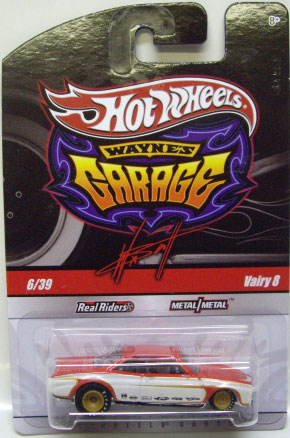 8+
Hot Wheels
WAYNE'S
GARAGE
6/39
Vairy 8
Real Riders
METAL/METAL